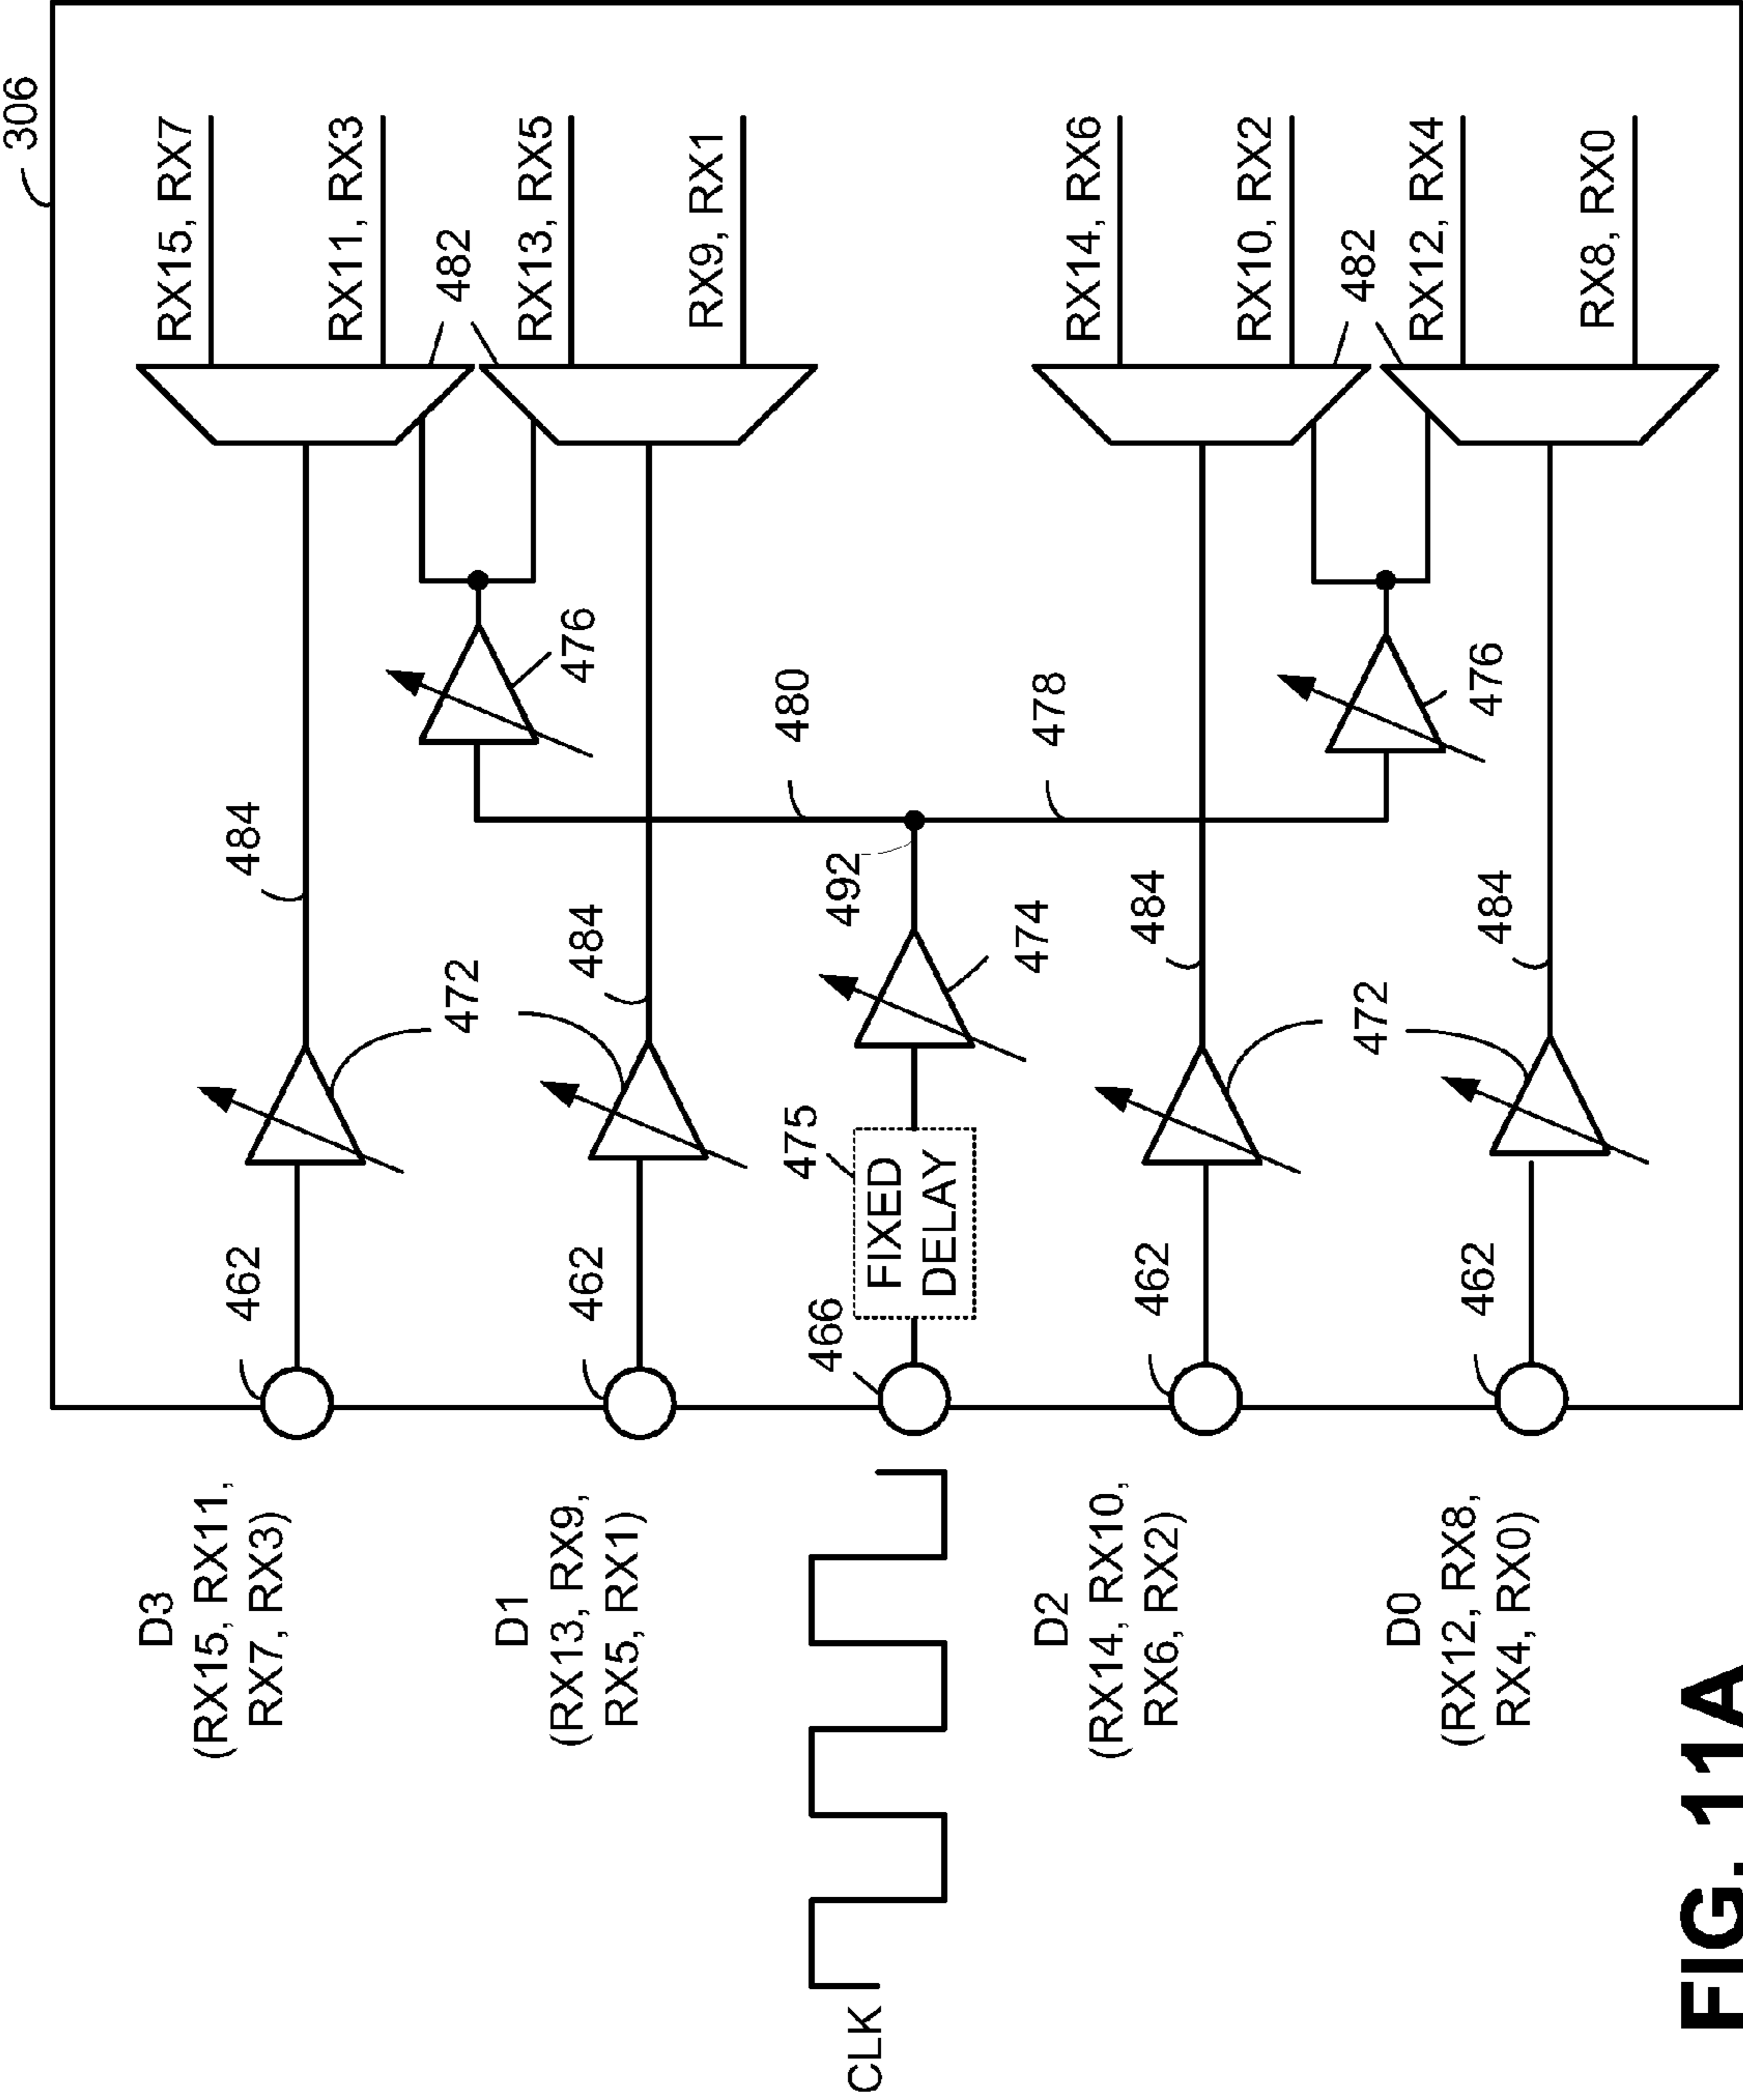 306
D3
(RX15, RX11,
RX7, RX3)
462
472
484
RX15, RX7
RX11, RX3
476
482
D1
(RX13, RX9,
RX5, RX1)
462
484
RX13, RX5
RX9, RX1
CLK
466
475
FIXED
DELAY
474
492
480
478
D2
(RX14, RX10,
RX6, RX2)
462
472
484
RX14, RX6
RX10, RX2
476
482
D0
(RX12, RX8,
RX4, RX0)
462
484
RX12, RX4
RX8, RX0
FIG. 11A